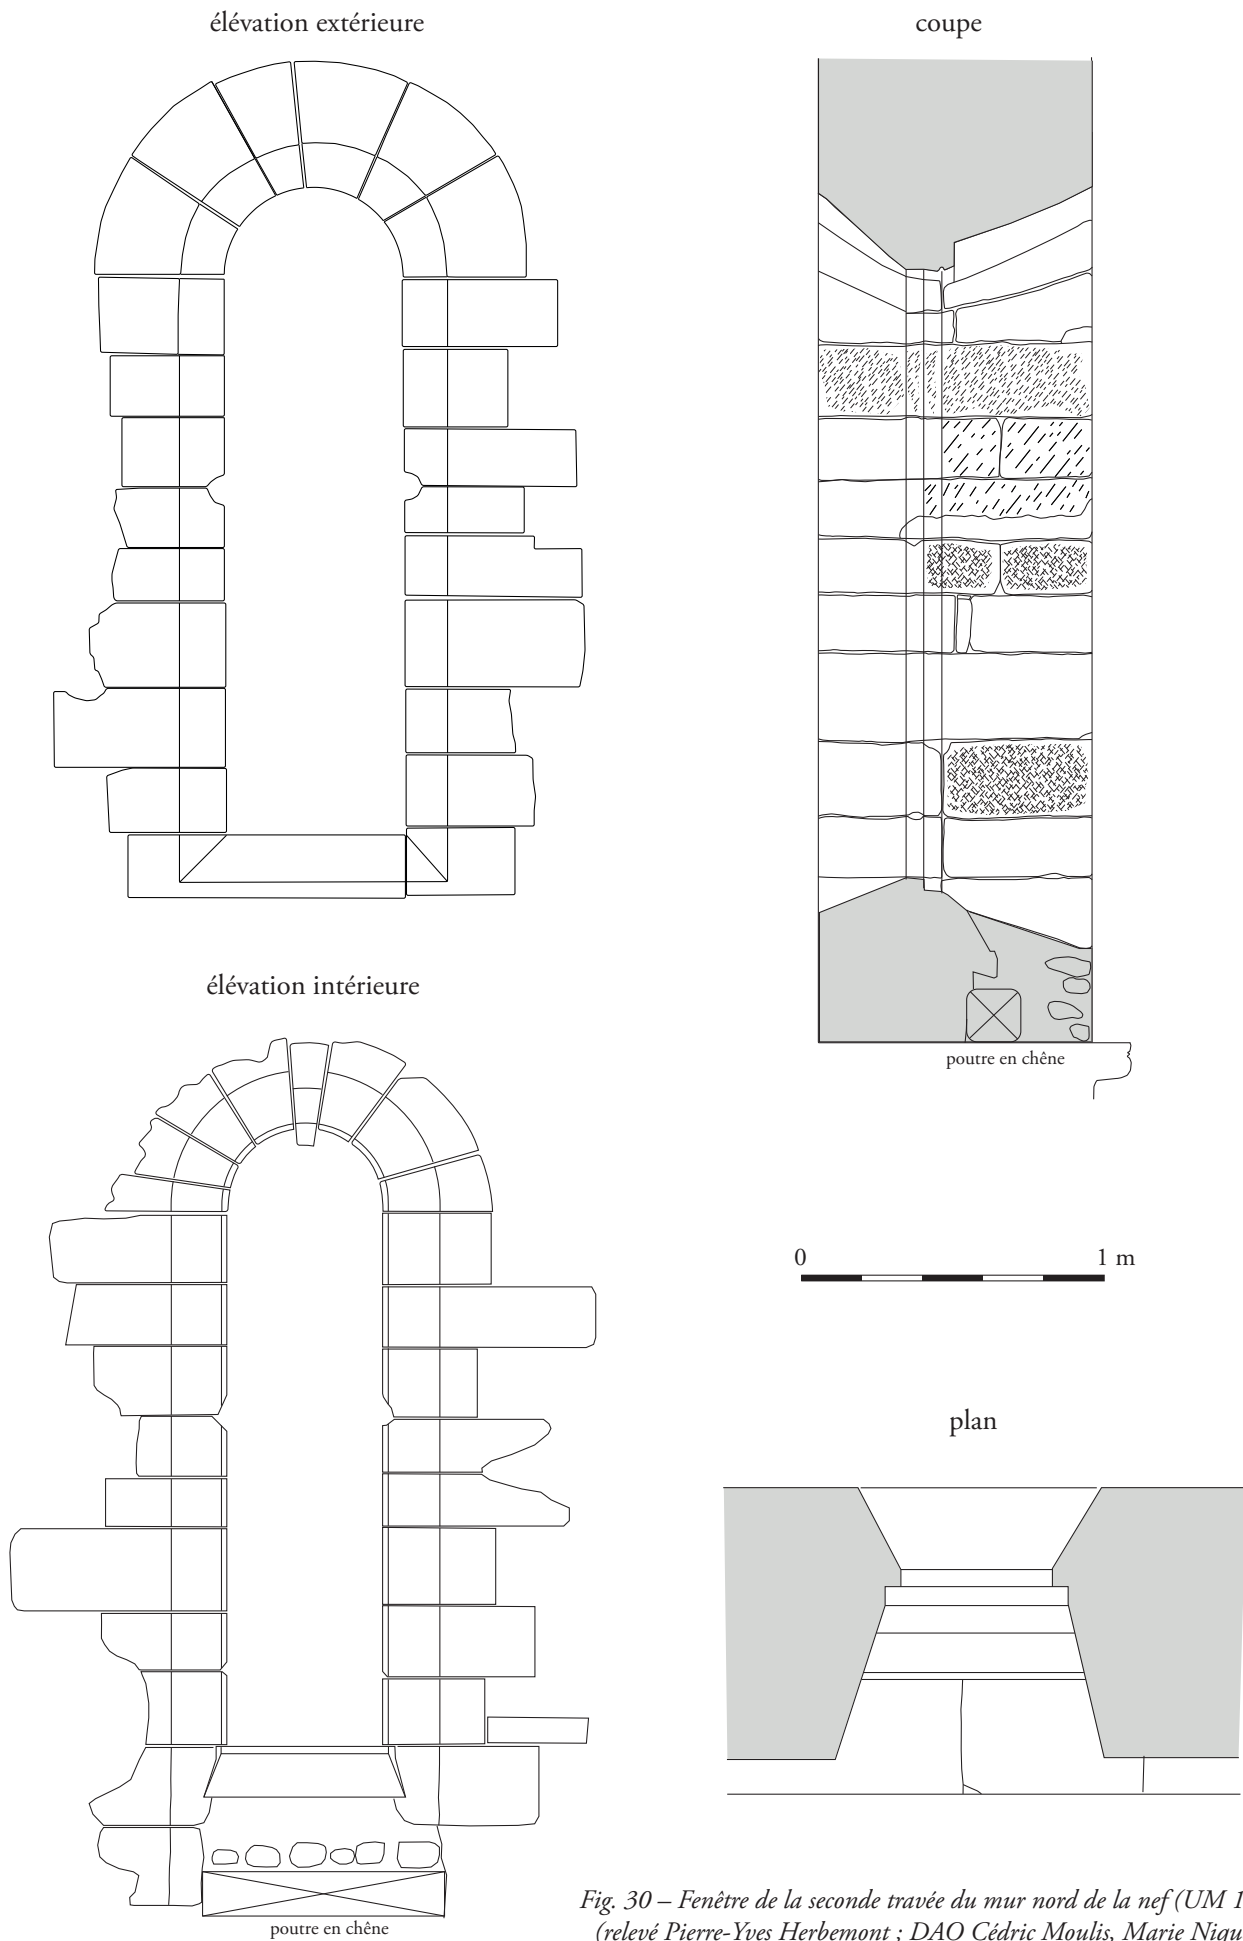 élévation extérieure
coupe
poutre en chêne
élévation intérieure
0 1 m
plan
poutre en chêne
Fig. 30 – Fenêtre de la seconde travée du mur nord de la nef (UM 1
(relevé Pierre-Yves Herbemont ; DAO Cédric Moulis, Marie Nigu